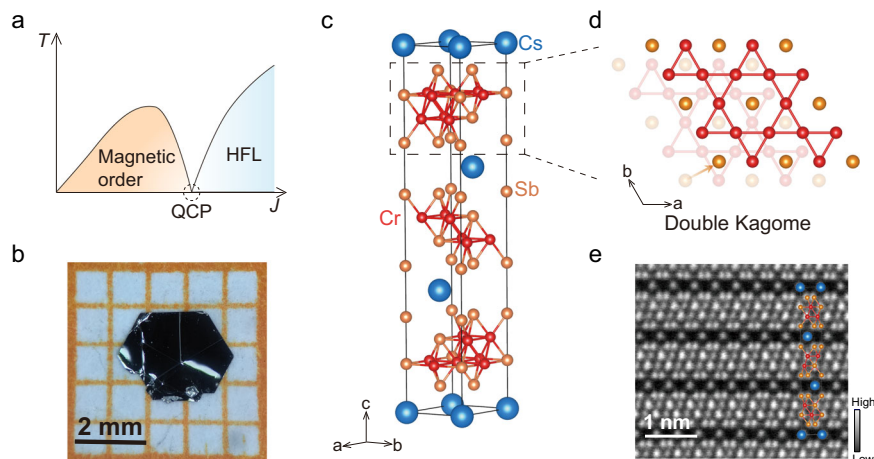 a
T
Magnetic
order
HFL
QCP
J
b
2 mm
c
Cs
Sb
Cr
c
a
b
d
b
a
Double Kagome
e
1 nm
High
Low